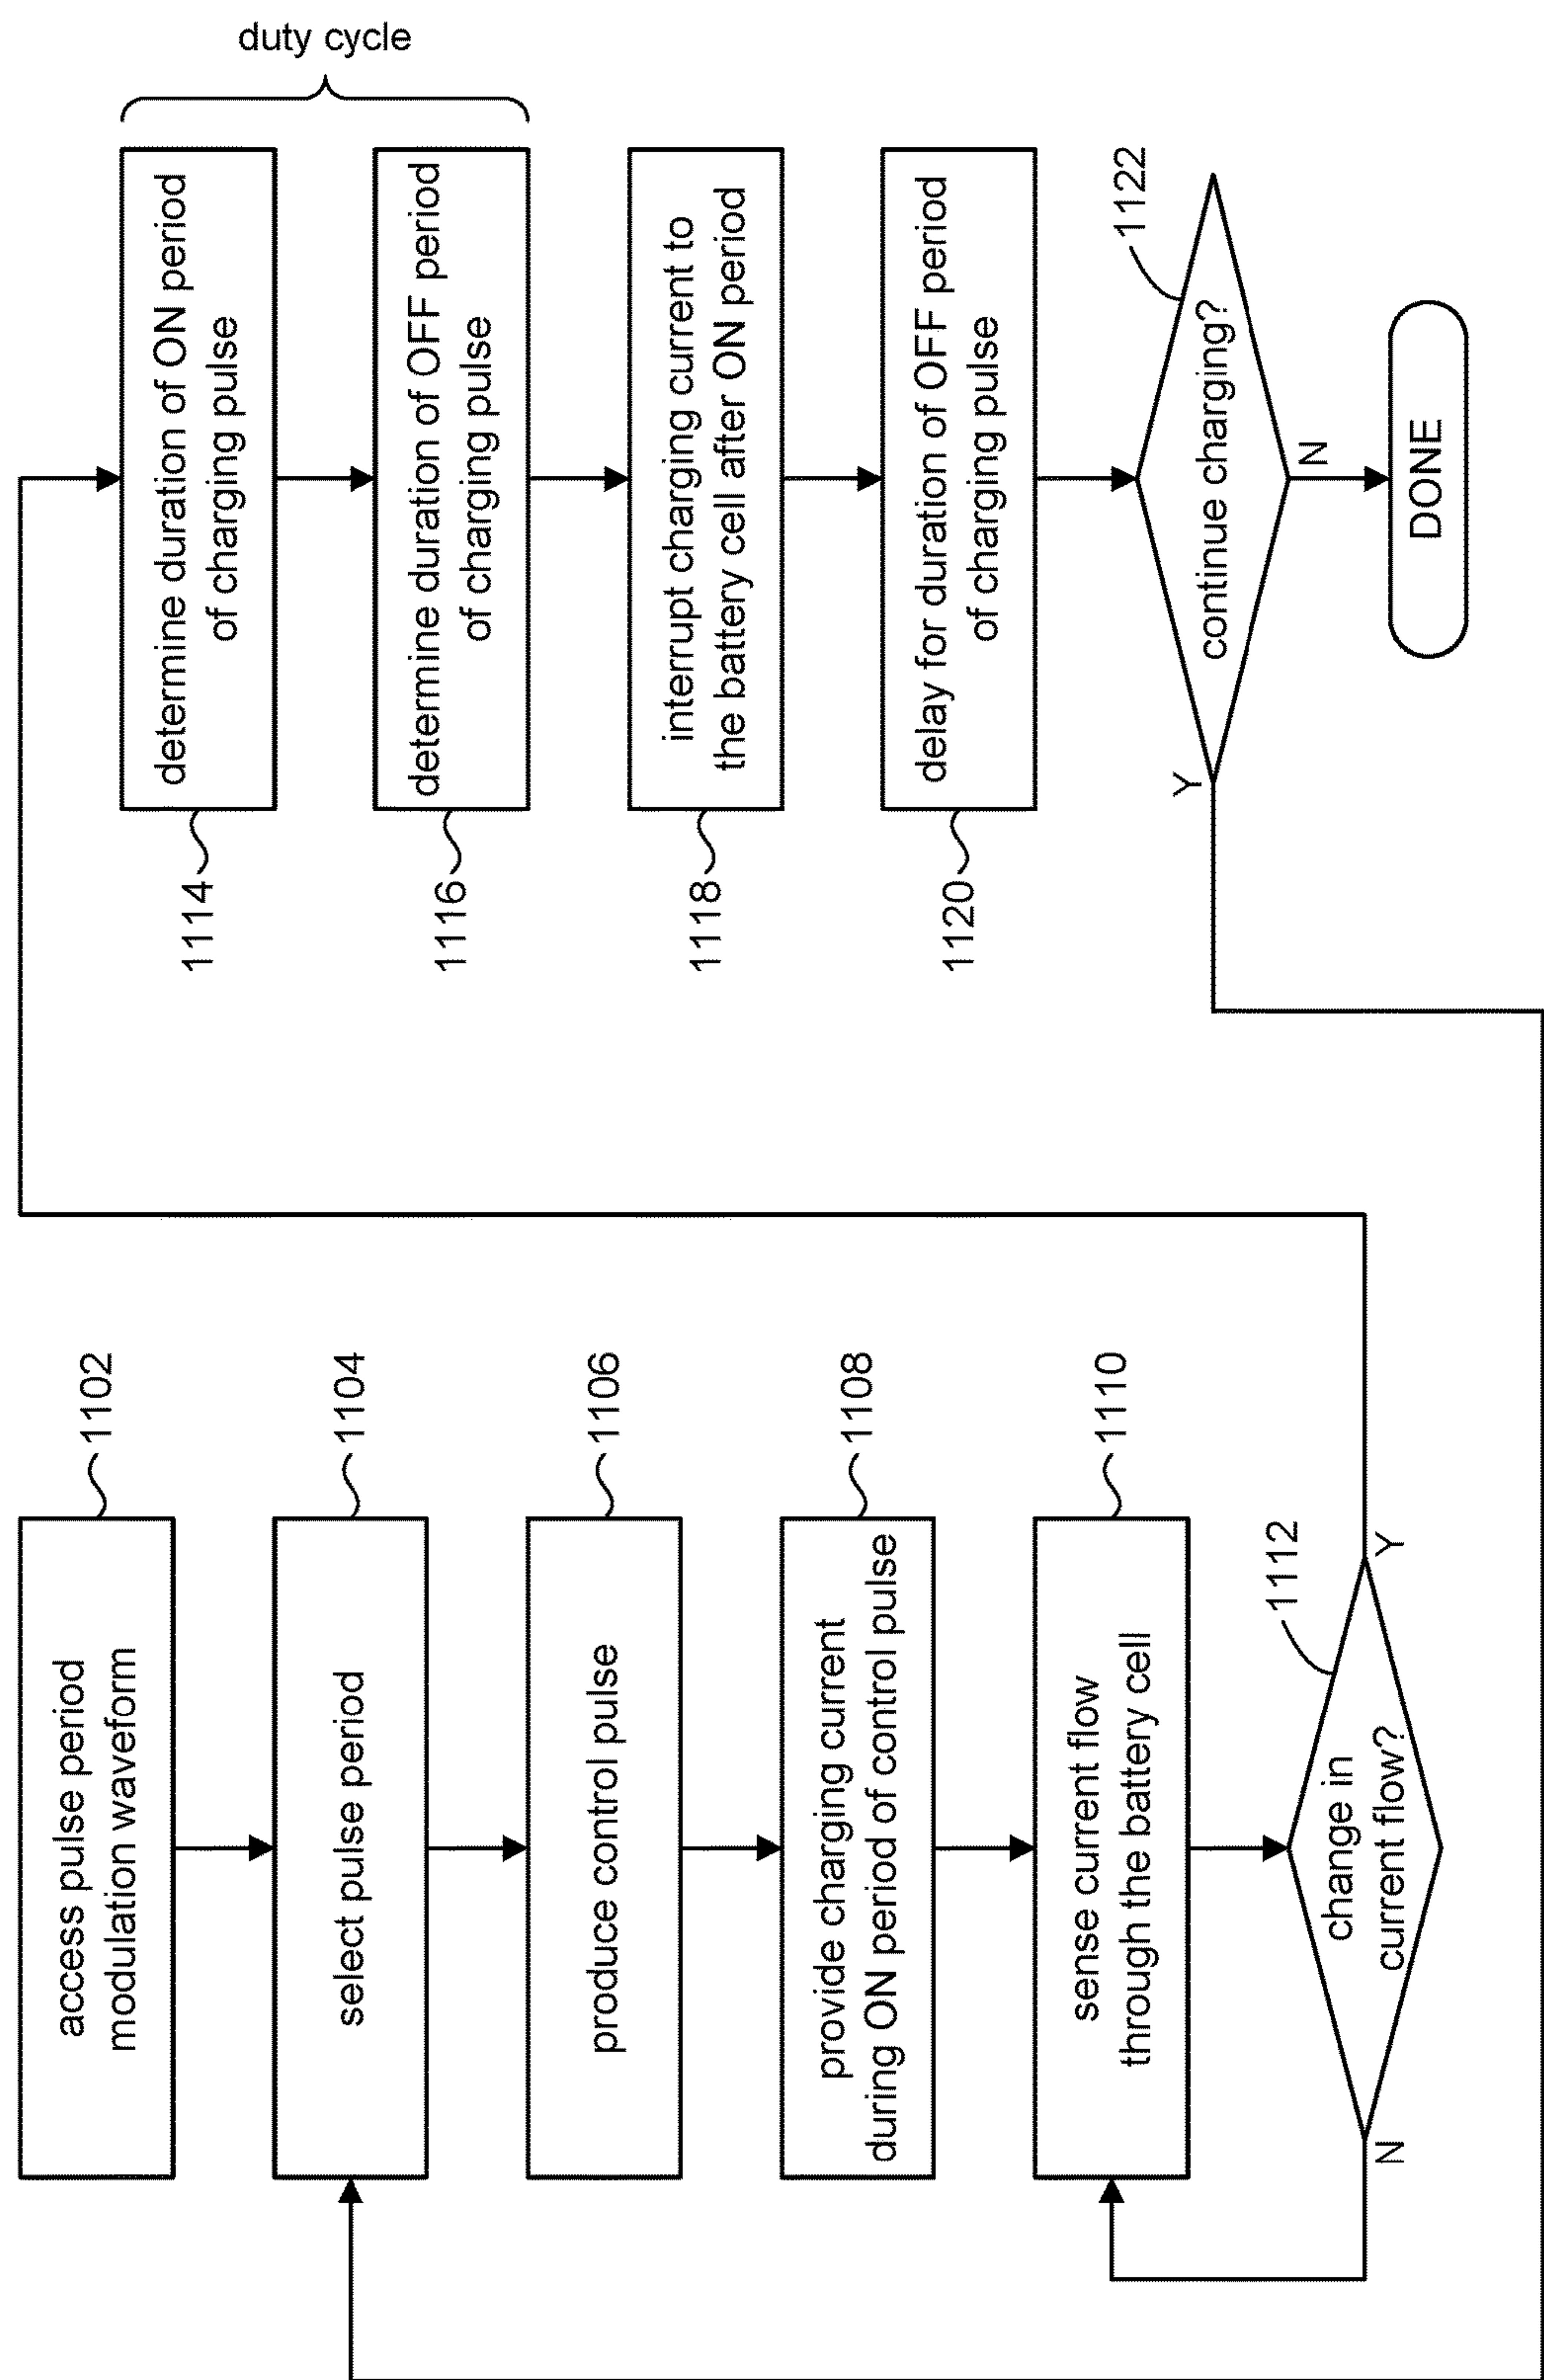 access pulse period
modulation waveform
1102
select pulse period
1104
produce control pulse
1106
provide charging current
during ON period of control pulse
1108
sense current flow
through the battery cell
1110
change in
current flow?
1112
N
Y
duty cycle
determine duration of ON period
of charging pulse
1114
determine duration of OFF period
of charging pulse
1116
interrupt charging current to
the battery cell after ON period
1118
delay for duration of OFF period
of charging pulse
1120
continue charging?
1122
Y
N
DONE